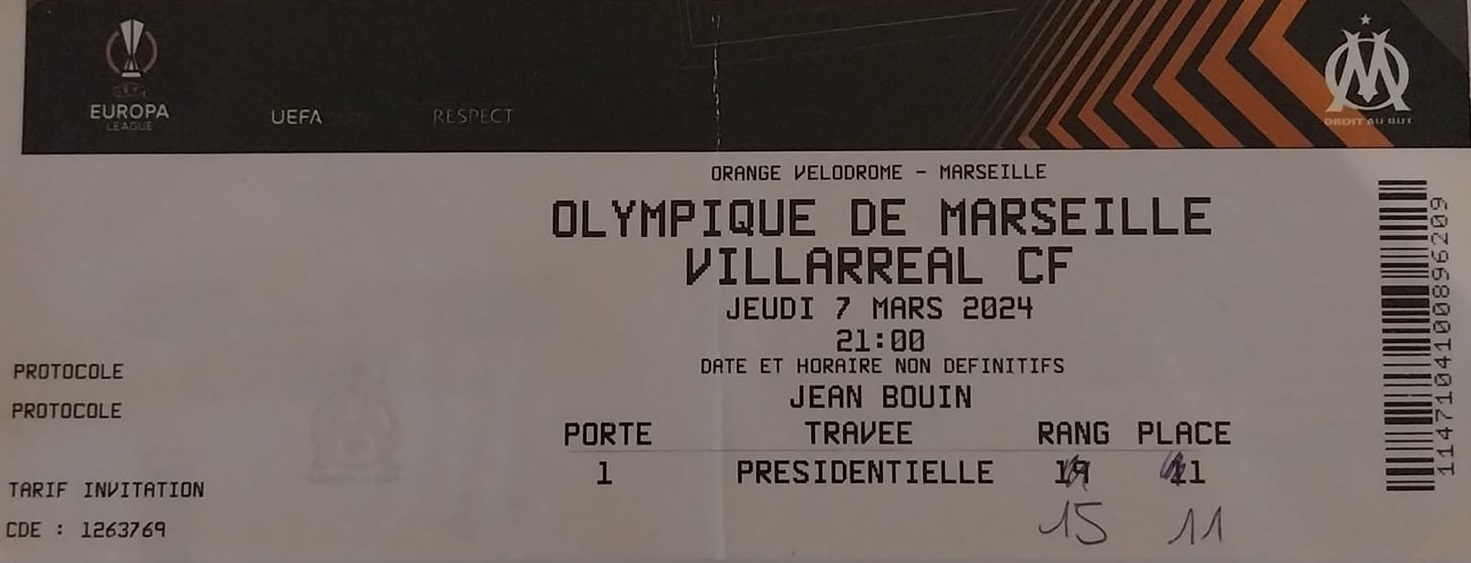 EUROPA
LEAGUE
UEFA
RESPECT
DROIT AU BUT
ORANGE VELODROME - MARSEILLE
OLYMPIQUE DE MARSEILLE
VILLARREAL CF
JEUDI 7 MARS 2024
21:00
DATE ET HORAIRE NON DEFINITIFS
JEAN BOUIN
PORTE TRAVEE RANG PLACE
1 PRESIDENTIELLE
15 11
PROTOCOLE
PROTOCOLE
TARIF INVITATION
CDE : 1263769
1147104100896209